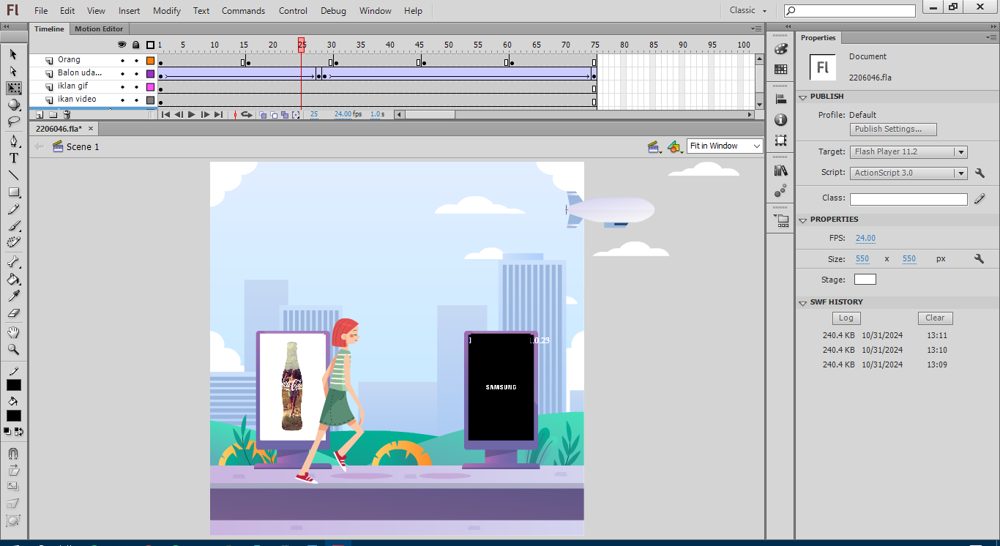 Fl File Edit View Insert Modify Text Commands Control Debug Window Help Classic
Timeline Motion Editor
1 5 10 15 20 25 30 35 40 45 50 55 60 65 70 75 80 85 90 95 100
Orang
Balon uda...
iklan gif
ikan video
25 24.00 fps 1.0 s
2206046.fla*
Scene 1
Fit in Window
Coca-Cola
SAMSUNG
.0.23
Properties
Fl
Document
2206046.fla
PUBLISH
Profile: Default
Publish Settings...
Target: Flash Player 11.2
Script: ActionScript 3.0
Class:
PROPERTIES
FPS: 24.00
Size: 550 x 550 px
Stage:
SWF HISTORY
Log Clear
240.4 KB 10/31/2024 13:11
240.4 KB 10/31/2024 13:10
240.4 KB 10/31/2024 13:09